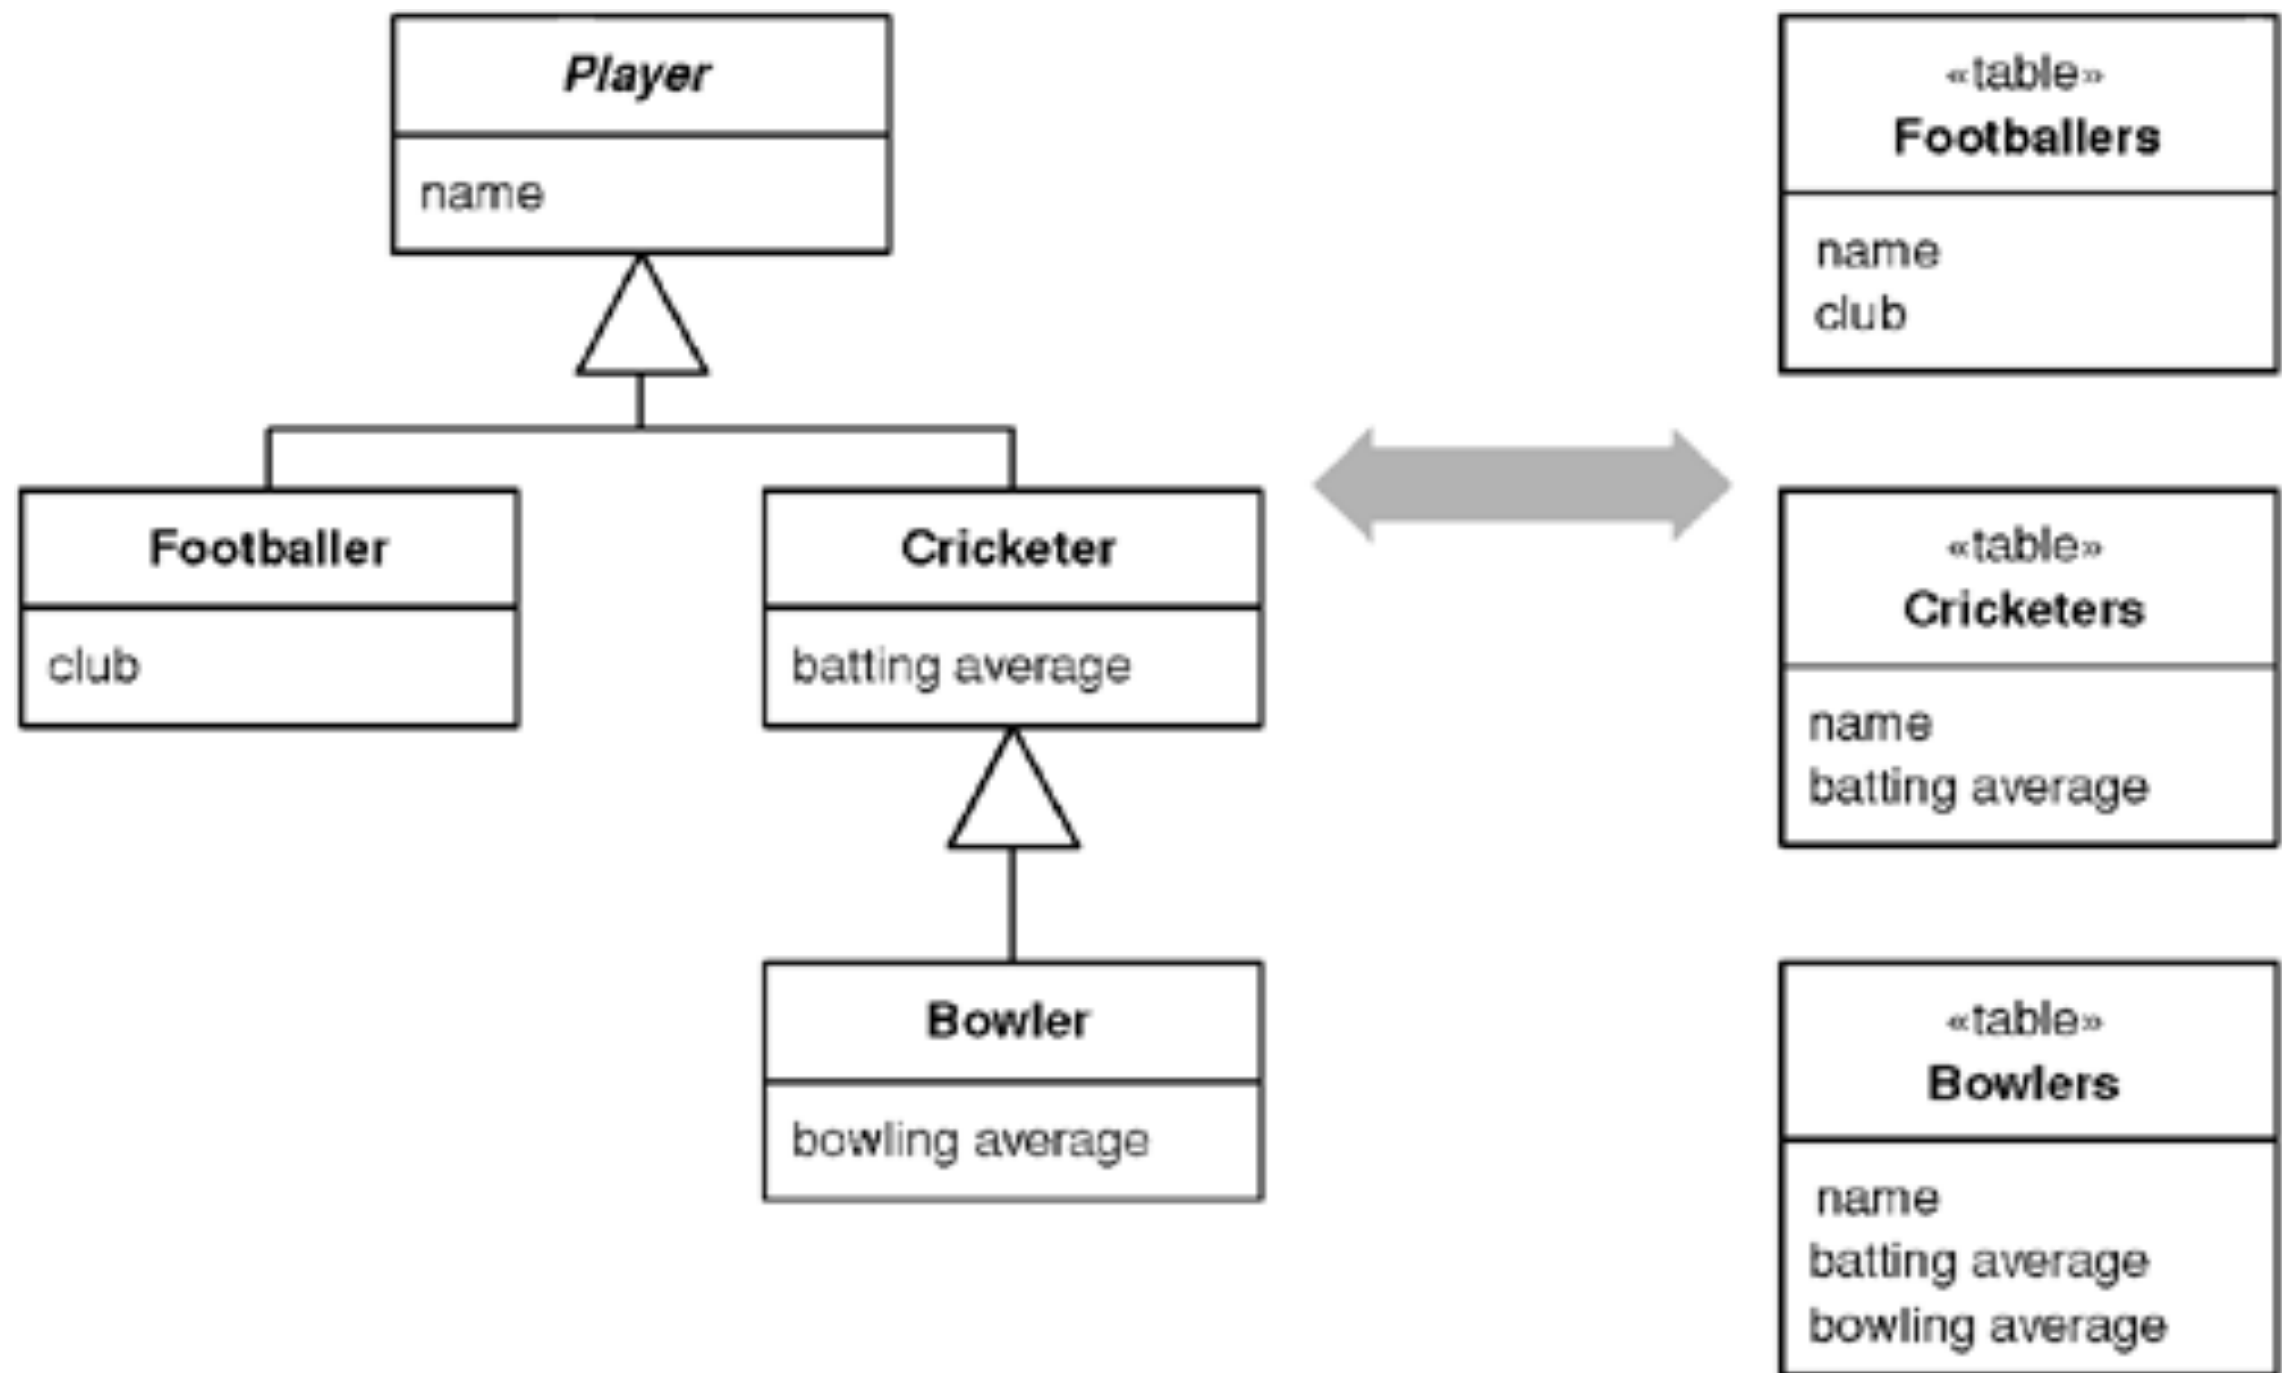 Player
name
Footballer
club
Cricketer
batting average
Bowler
bowling average
«table»
Footballers
name
club
«table»
Cricketers
name
batting average
«table»
Bowlers
name
batting average
bowling average